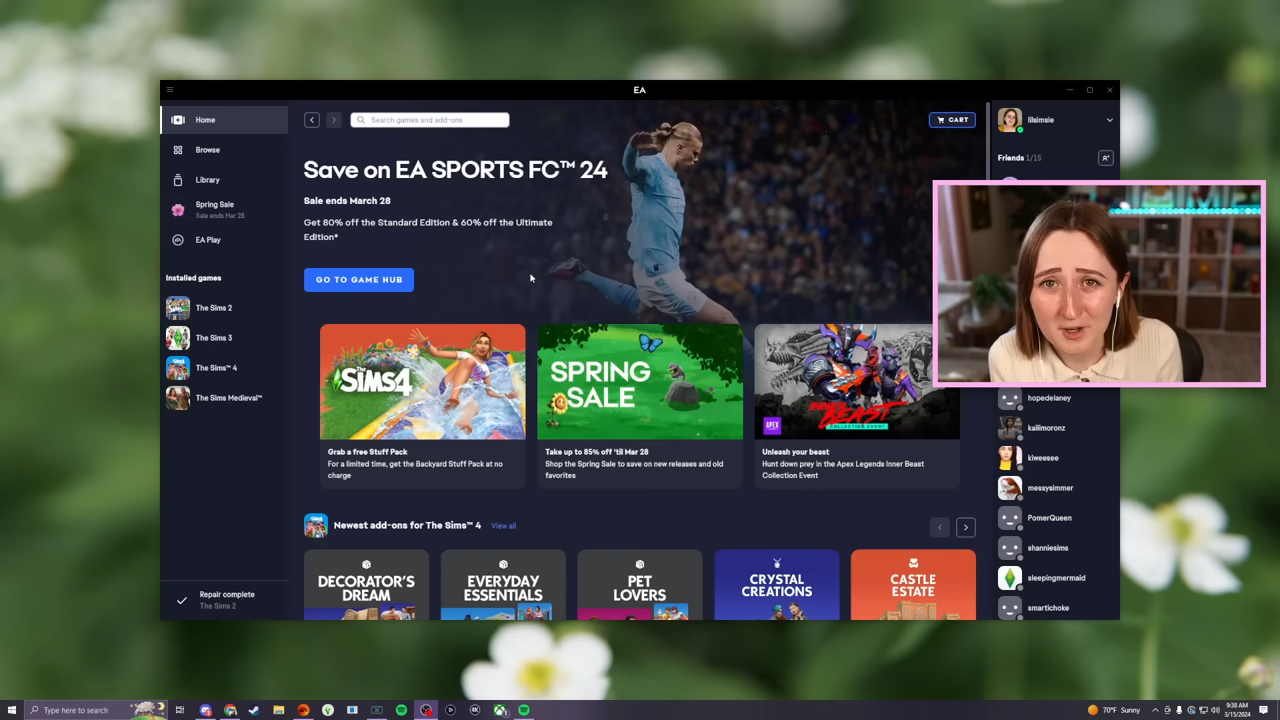 EA
Home
Browse
Library
Spring Sale
Sale ends Mar 28
EA Play
Installed games
The Sims 2
The Sims 3
The Sims™ 4
The Sims Medieval™
Repair complete
The Sims 2
Search games and add-ons
CART
Save on EA SPORTS FC™ 24
Sale ends March 28
Get 80% off the Standard Edition & 60% off the Ultimate
Edition*
GO TO GAME HUB
The SIMS 4
SPRING
SALE
APEX
BEAST
COLLECTION EVENT
Grab a free Stuff Pack
For a limited time, get the Backyard Stuff Pack at no
charge
Take up to 85% off 'til Mar 28
Shop the Spring Sale to save on new releases and old
favorites
Unleash your beast
Hunt down prey in the Apex Legends Inner Beast
Collection Event
Newest add-ons for The Sims™ 4
View all
DECORATOR'S
DREAM
EVERYDAY
ESSENTIALS
PET
LOVERS
CRYSTAL
CREATIONS
CASTLE
ESTATE
lilsimsie
Friends 1/15
hopedelaney
kailimoronz
kiweesee
messysimmer
PomerQueen
shanniesims
sleepingmermaid
smartichoke
Type here to search
70°F Sunny
9:38 AM
3/15/2024